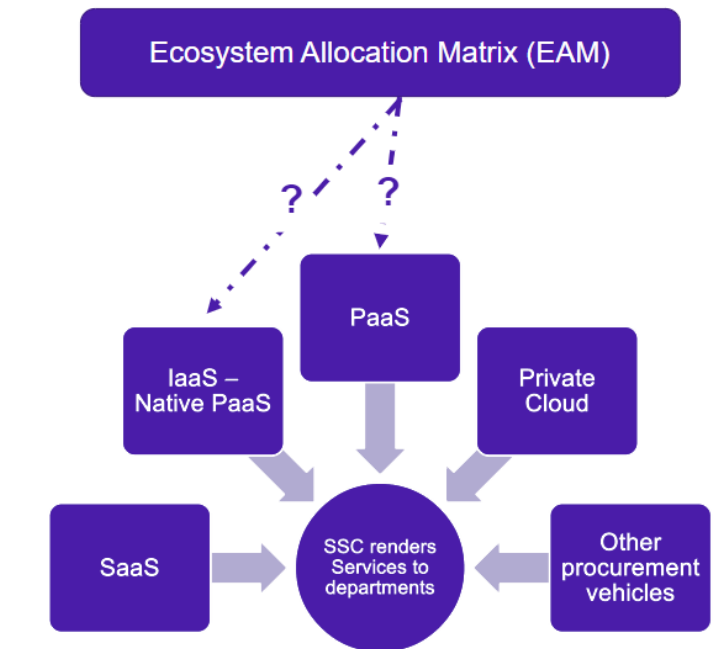 Ecosystem Allocation Matrix (EAM)
?
?
PaaS
IaaS –
Native PaaS
Private
Cloud
SaaS
SSC renders
Services to
departments
Other
procurement
vehicles